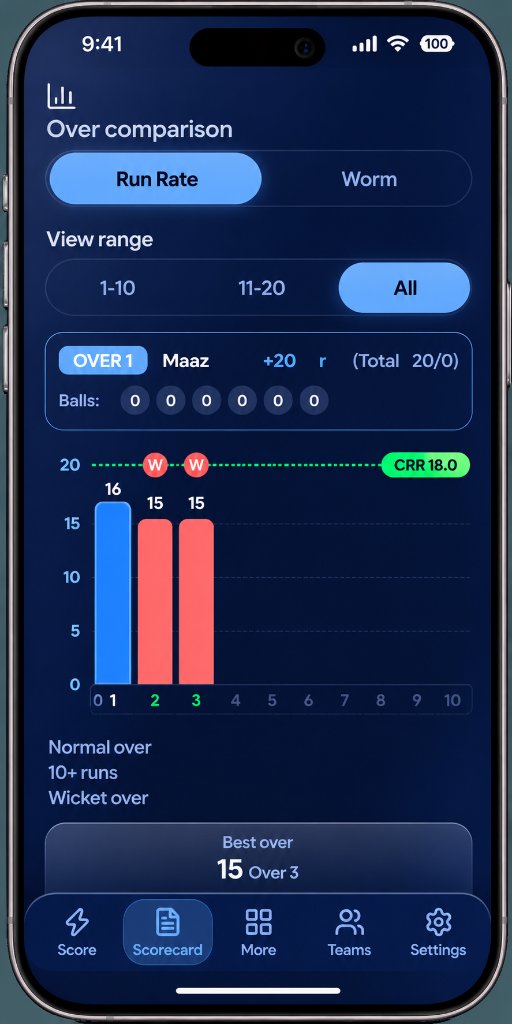 9:41 100
Over comparison
Run Rate Worm
View range
1-10 11-20 All
OVER 1 Maaz +20 r (Total 20/0)
Balls: 0 0 0 0 0 0
20 W W CRR 18.0
16 15 15
15
10
5
0
0 1 2 3 4 5 6 7 8 9 10
Normal over
10+ runs
Wicket over
Best over
15 Over 3
Score Scorecard More Teams Settings